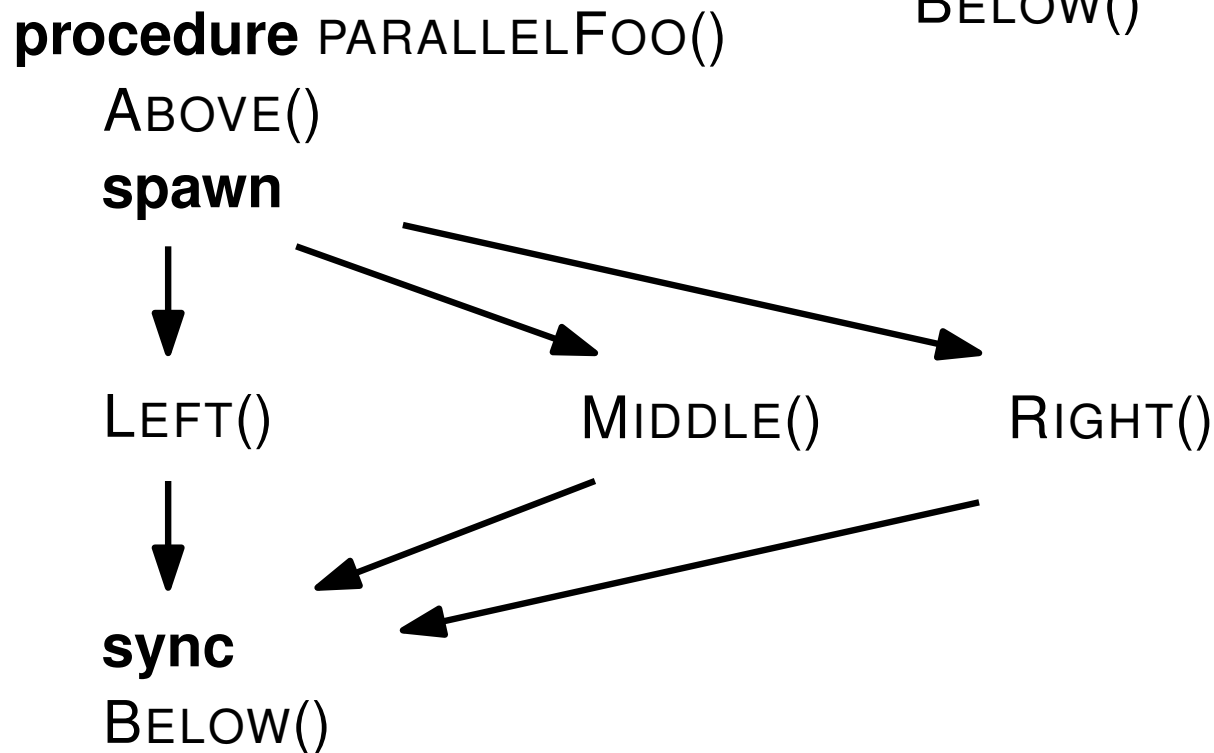 BELOW()
procedure PARALLELFOO()
ABOVE()
spawn
LEFT() MIDDLE() RIGHT()
sync
BELOW()